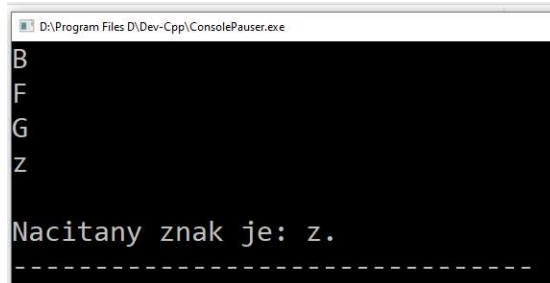 D:\Program Files D\Dev-Cpp\ConsolePauser.exe
B
F
G
z
Nacitany znak je: z.
--------------------------------